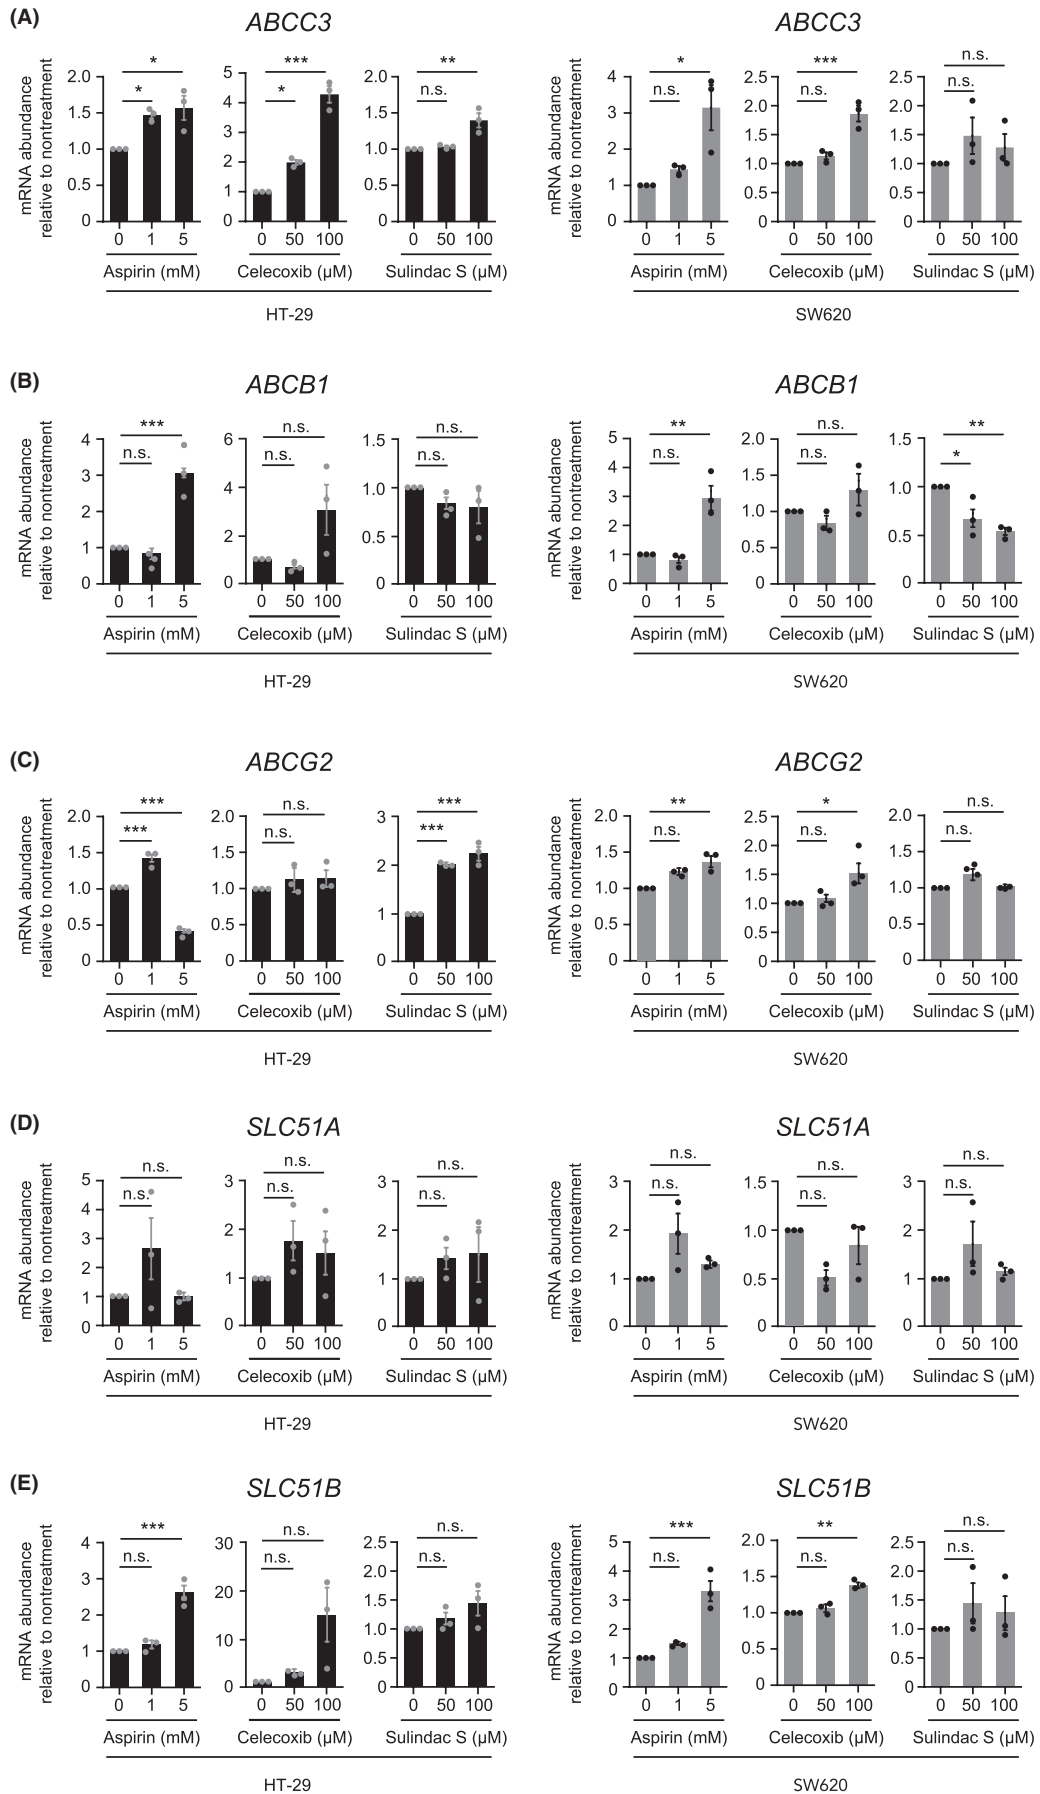 (A)
ABCC3 ABCC3
mRNA abundance
relative to nontreatment
2.0 1.5 1.0 0.5 0
* *
0 1 5
Aspirin (mM)
5 4 3 2 1 0
*** *
0 50 100
Celecoxib (µM)
2.0 1.5 1.0 0.5 0
** n.s.
0 50 100
Sulindac S (µM)
HT-29
mRNA abundance
relative to nontreatment
4 3 2 1 0
* n.s.
0 1 5
Aspirin (mM)
2.5 2.0 1.5 1.0 0.5 0
*** n.s.
0 50 100
Celecoxib (µM)
2.5 2.0 1.5 1.0 0.5 0
n.s. n.s.
0 50 100
Sulindac S (µM)
SW620
(B)
ABCB1 ABCB1
mRNA abundance
relative to nontreatment
4 3 2 1 0
*** n.s.
0 1 5
Aspirin (mM)
6 4 2 0
n.s. n.s.
0 50 100
Celecoxib (µM)
1.5 1.0 0.5 0
n.s. n.s.
0 50 100
Sulindac S (µM)
HT-29
mRNA abundance
relative to nontreatment
5 4 3 2 1 0
** n.s.
0 1 5
Aspirin (mM)
2.0 1.5 1.0 0.5 0
n.s. n.s.
0 50 100
Celecoxib (µM)
1.5 1.0 0.5 0
** *
0 50 100
Sulindac S (µM)
SW620
(C)
ABCG2 ABCG2
mRNA abundance
relative to nontreatment
2.0 1.5 1.0 0.5 0
*** ***
0 1 5
Aspirin (mM)
2.0 1.5 1.0 0.5 0
n.s. n.s.
0 50 100
Celecoxib (µM)
3 2 1 0
*** ***
0 50 100
Sulindac S (µM)
HT-29
mRNA abundance
relative to nontreatment
2.0 1.5 1.0 0.5 0
** n.s.
0 1 5
Aspirin (mM)
2.5 2.0 1.5 1.0 0.5 0
* n.s.
0 50 100
Celecoxib (µM)
2.0 1.5 1.0 0.5 0
n.s. n.s.
0 50 100
Sulindac S (µM)
SW620
(D)
SLC51A SLC51A
mRNA abundance
relative to nontreatment
5 4 3 2 1 0
n.s. n.s.
0 1 5
Aspirin (mM)
3 2 1 0
n.s. n.s.
0 50 100
Celecoxib (µM)
3 2 1 0
n.s. n.s.
0 50 100
Sulindac S (µM)
HT-29
mRNA abundance
relative to nontreatment
3 2 1 0
n.s. n.s.
0 1 5
Aspirin (mM)
1.5 1.0 0.5 0
n.s. n.s.
0 50 100
Celecoxib (µM)
3 2 1 0
n.s. n.s.
0 50 100
Sulindac S (µM)
SW620
(E)
SLC51B SLC51B
mRNA abundance
relative to nontreatment
4 3 2 1 0
*** n.s.
0 1 5
Aspirin (mM)
30 20 10 0
n.s. n.s.
0 50 100
Celecoxib (µM)
2.5 2.0 1.5 1.0 0.5 0
n.s. n.s.
0 50 100
Sulindac S (µM)
HT-29
mRNA abundance
relative to nontreatment
5 4 3 2 1 0
*** n.s.
0 1 5
Aspirin (mM)
2.0 1.5 1.0 0.5 0
** n.s.
0 50 100
Celecoxib (µM)
2.5 2.0 1.5 1.0 0.5 0
n.s. n.s.
0 50 100
Sulindac S (µM)
SW620